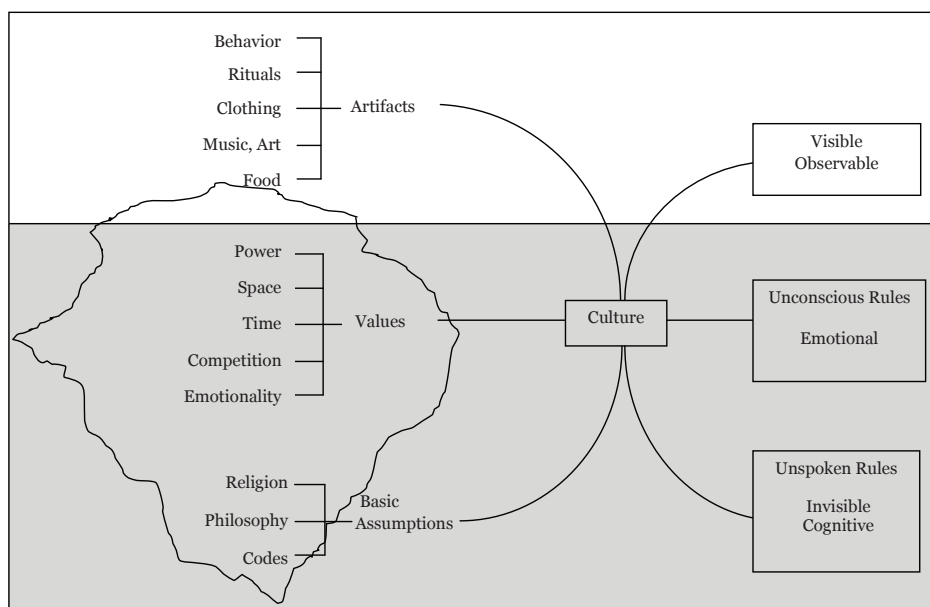 Behavior
Rituals
Clothing
Music, Art
Food
Artifacts
Visible
Observable
Power
Space
Time
Competition
Emotionality
Values
Culture
Unconscious Rules
Emotional
Religion
Philosophy
Codes
Basic
Assumptions
Unspoken Rules
Invisible
Cognitive